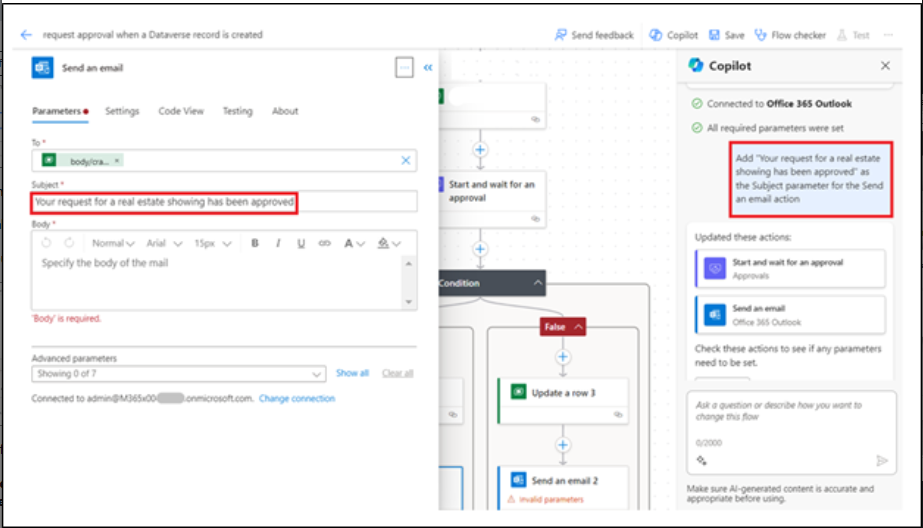 request approval when a Dataverse record is created
Send feedback
Copilot
Save
Flow checker
Test
Send an email
Parameters
Settings
Code View
Testing
About
To *
body/cra... ×
Subject *
Your request for a real estate showing has been approved
Body *
Normal
Arial
15px
B I U A
Specify the body of the mail
'Body' is required.
Advanced parameters
Showing 0 of 7
Show all
Clear all
Connected to admin@M365x00 .onmicrosoft.com. Change connection
Start and wait for an
approval
Condition
False
Update a row 3
Send an email 2
invalid parameters
Copilot
Connected to Office 365 Outlook
All required parameters were set
Add "Your request for a real estate
showing has been approved" as
the Subject parameter for the Send
an email action
Updated these actions:
Start and wait for an approval
Approvals
Send an email
Office 365 Outlook
Check these actions to see if any parameters
need to be set.
Ask a question or describe how you want to
change this flow
0/2000
Make sure AI-generated content is accurate and
appropriate before using.